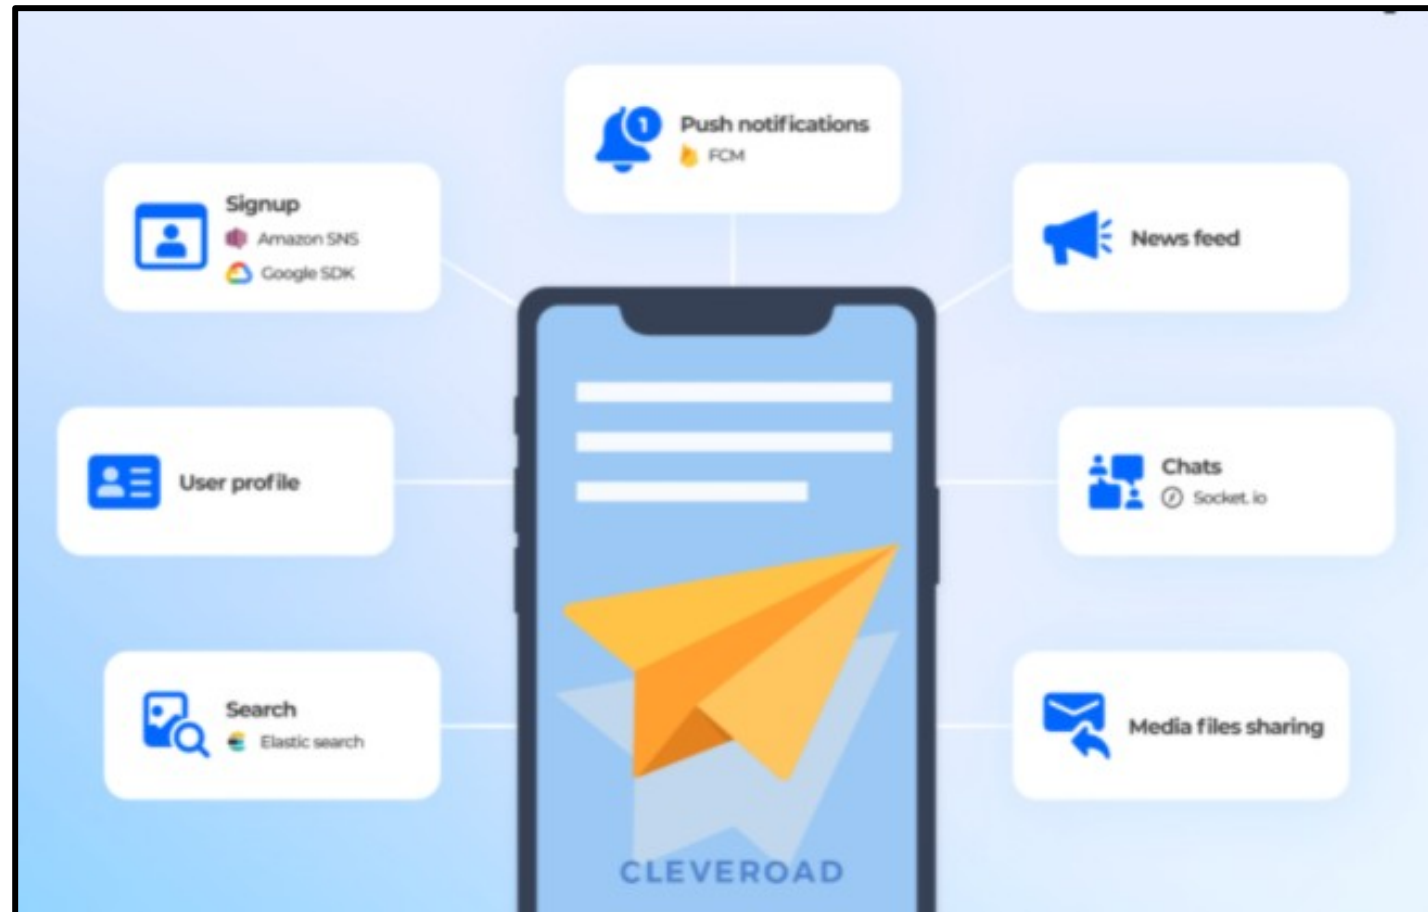 Push notifications
1
FCM
Signup
Amazon SNS
Google SDK
News feed
User profile
Chats
Socket.io
Search
Elastic search
Media files sharing
CLEVEROAD